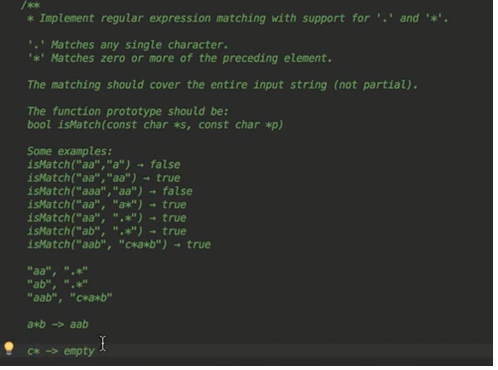 /**
* Implement regular expression matching with support for '.' and '*'.
'.' Matches any single character.
'*' Matches zero or more of the preceding element.
The matching should cover the entire input string (not partial).
The function prototype should be:
bool isMatch(const char *s, const char *p)
Some examples:
isMatch("aa","a") → false
isMatch("aa","aa") → true
isMatch("aaa","aa") → false
isMatch("aa", "a*") → true
isMatch("aa", ".*") → true
isMatch("ab", ".*") → true
isMatch("aab", "c*a*b") → true
"aa", ".*"
"ab", ".*"
"aab", "c*a*b"
a*b -> aab
c* -> empty